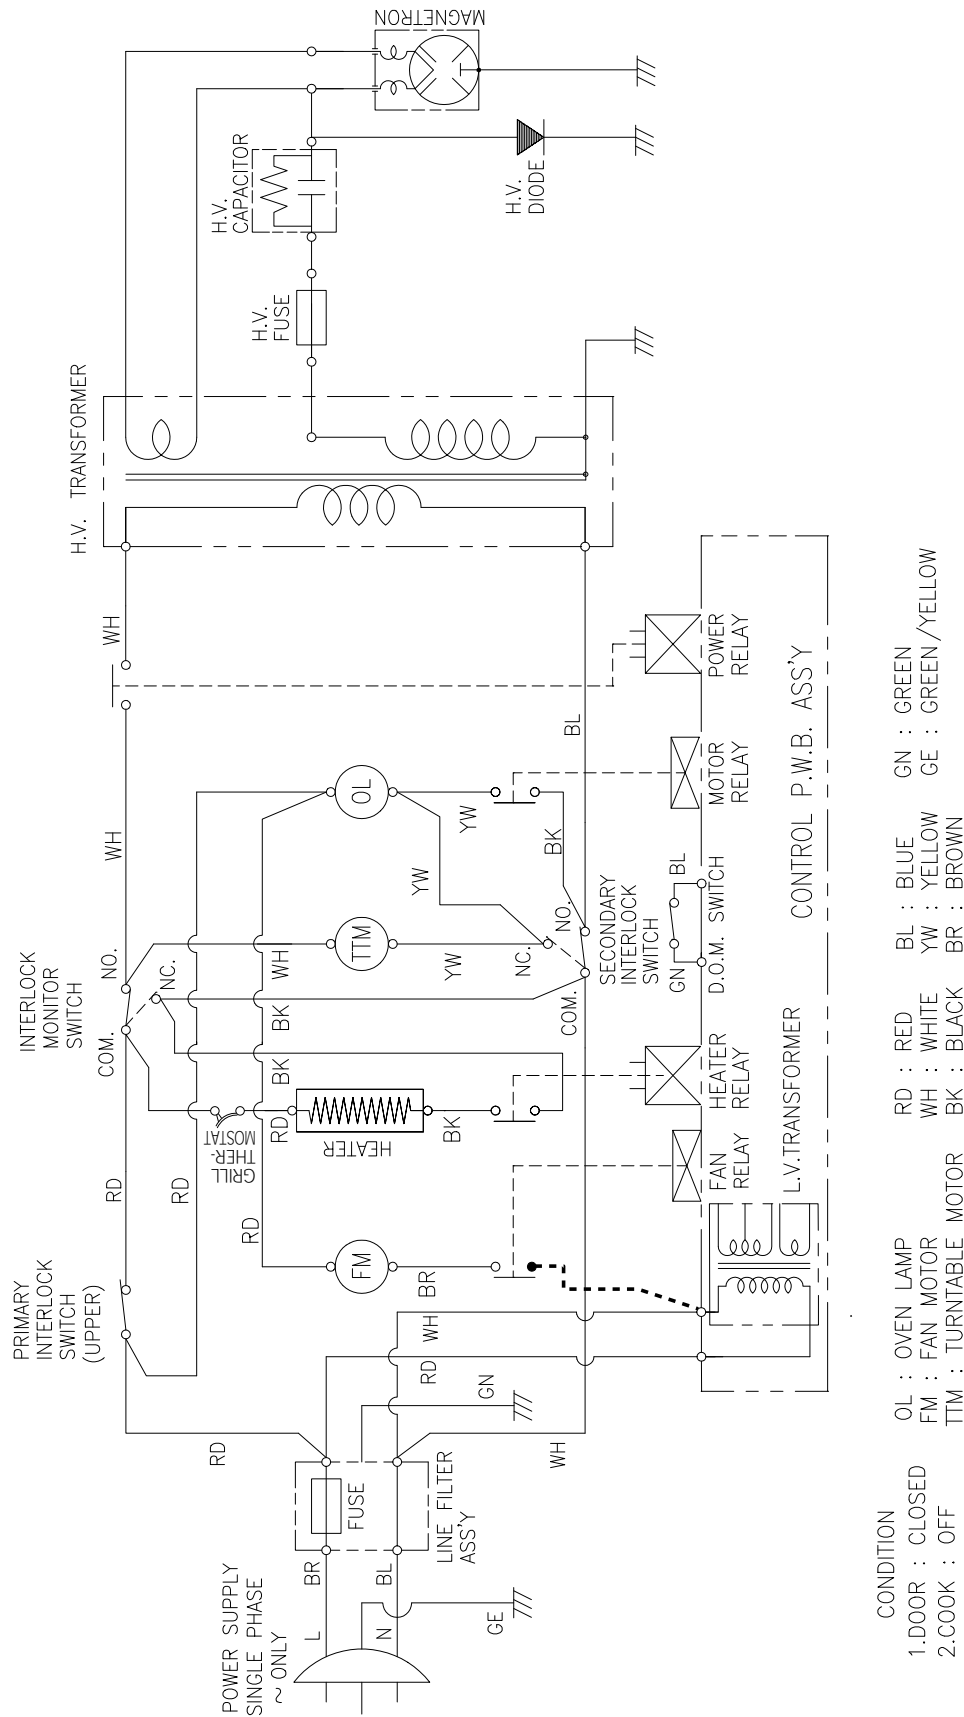 POWER SUPPLY
SINGLE PHASE
~ ONLY
L
N
GE
BR
BL
FUSE
LINE FILTER
ASS'Y
RD
WH
GN
RD
WH
PRIMARY
INTERLOCK
SWITCH
(UPPER)
RD
RD
RD
FM
BR
GRILL
THER-
MOSTAT
RD
HEATER
BK
BK
BK
INTERLOCK
MONITOR
SWITCH
COM.
NO.
NC.
WH
TTM
YW
YW
NC.
COM.
NO.
SECONDARY
INTERLOCK
SWITCH
OL
YW
BK
WH
WH
BL
H.V. TRANSFORMER
H.V.
FUSE
H.V.
CAPACITOR
H.V.
DIODE
MAGNETRON
L.V.TRANSFORMER
FAN
RELAY
HEATER
RELAY
GN
BL
D.O.M. SWITCH
MOTOR
RELAY
POWER
RELAY
CONTROL P.W.B. ASS'Y
CONDITION
1.DOOR : CLOSED
2.COOK : OFF
OL : OVEN LAMP
FM : FAN MOTOR
TTM : TURNTABLE MOTOR
RD : RED
WH : WHITE
BK : BLACK
BL : BLUE
YW : YELLOW
BR : BROWN
GN : GREEN
GE : GREEN/YELLOW